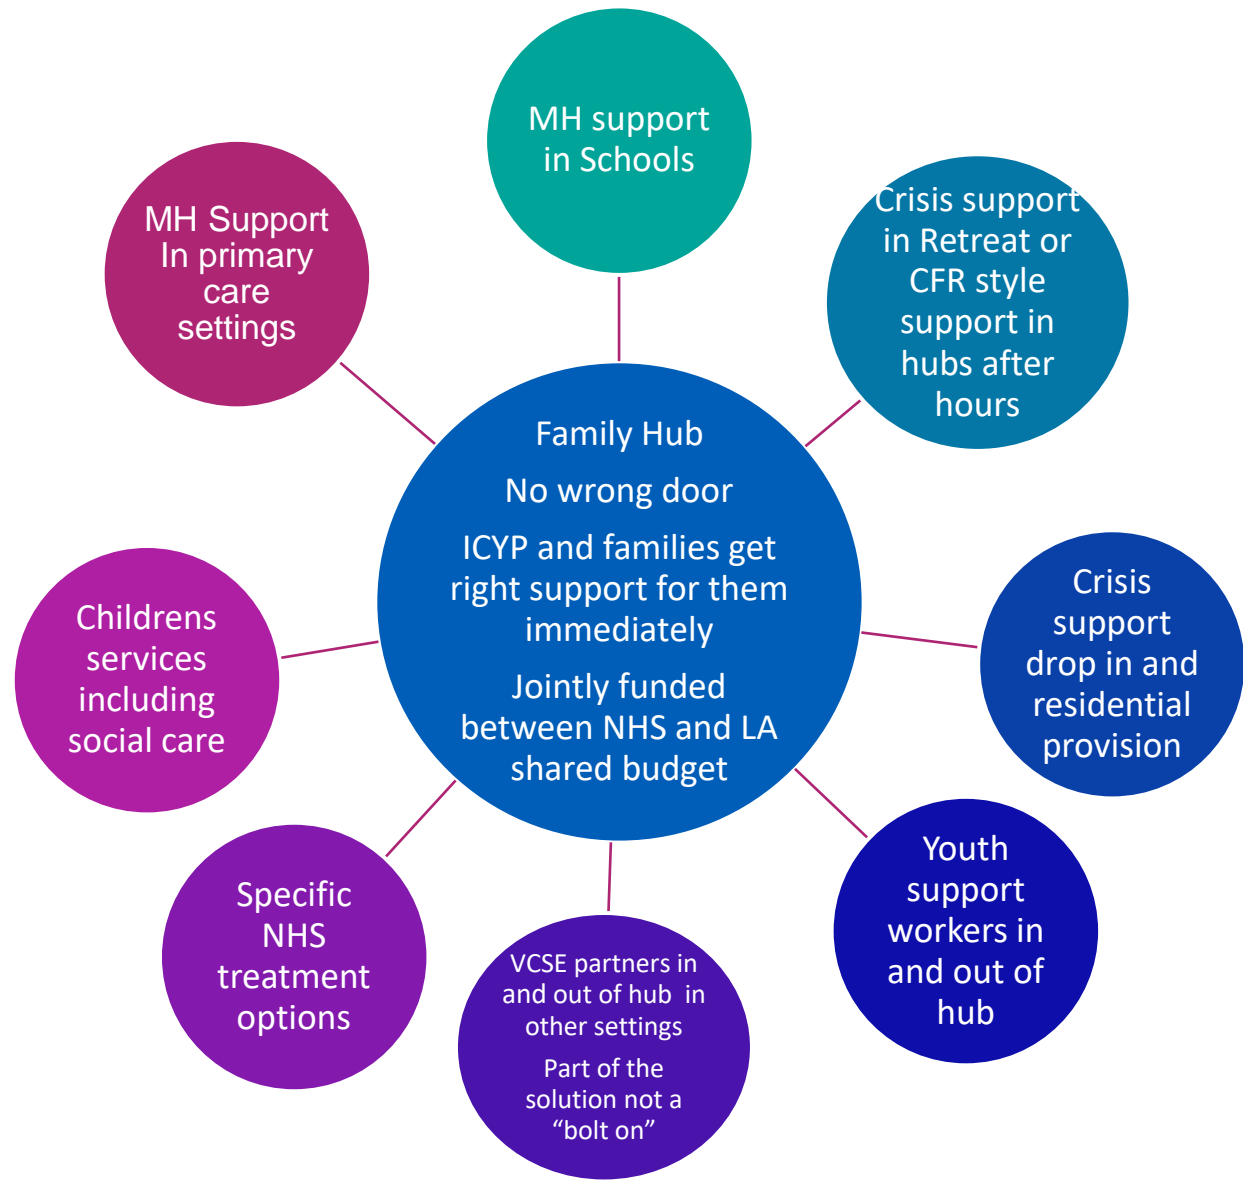 MH support
in Schools
Crisis support
in Retreat or
CFR style
support in
hubs after
hours
Crisis
support
drop in and
residential
provision
Youth
support
workers in
and out of
hub
VCSE partners in
and out of hub in
other settings
Part of the
solution not a
“bolt on”
Specific
NHS
treatment
options
Childrens
services
including
social care
MH Support
In primary
care
settings
Family Hub
No wrong door
ICYP and families get
right support for them
immediately
Jointly funded
between NHS and LA
shared budget